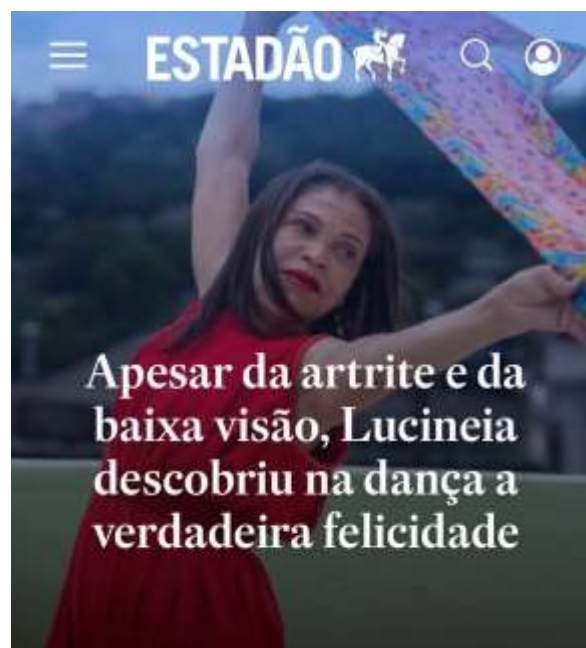 ESTADÃO
Apesar da artrite e da
baixa visão, Lucineia
descobriu na dança a
verdadeira felicidade